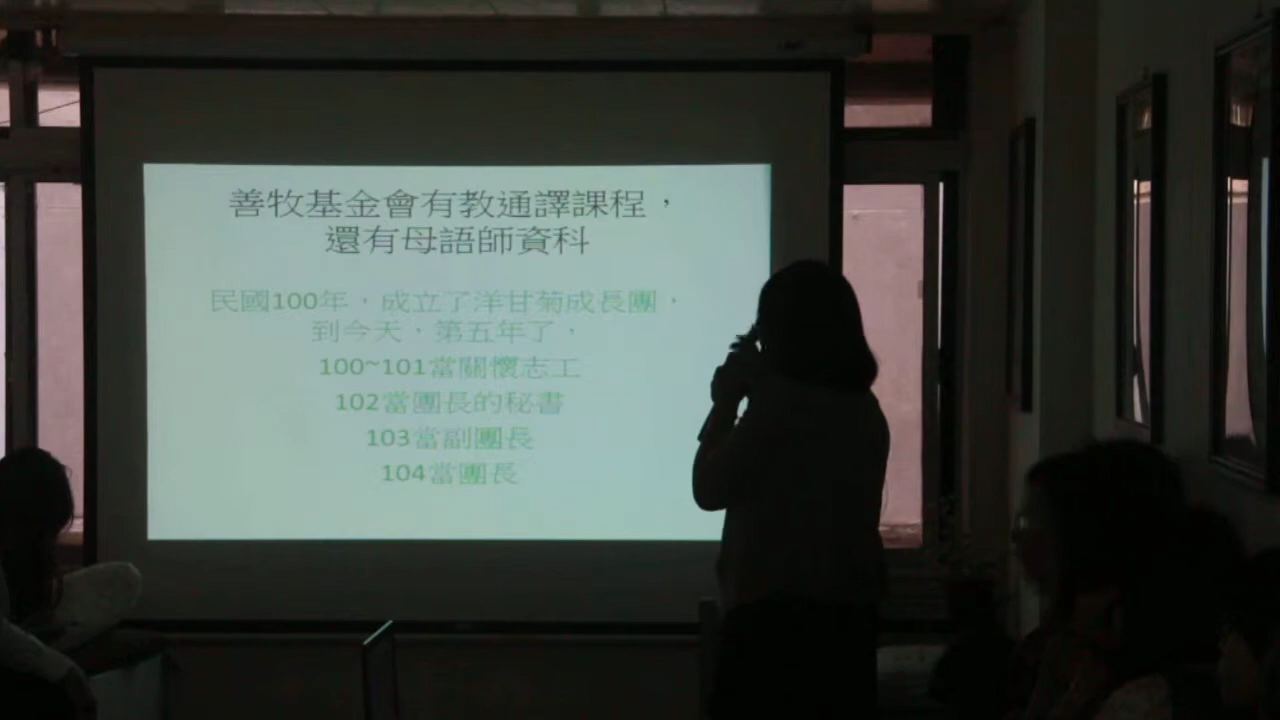 善牧基金會有教通譯課程，
還有母語師資科
民國100年，成立了洋甘菊成長團，
到今天，第五年了，
100~101當關懷志工
102當團長的秘書
103當副團長
104當團長